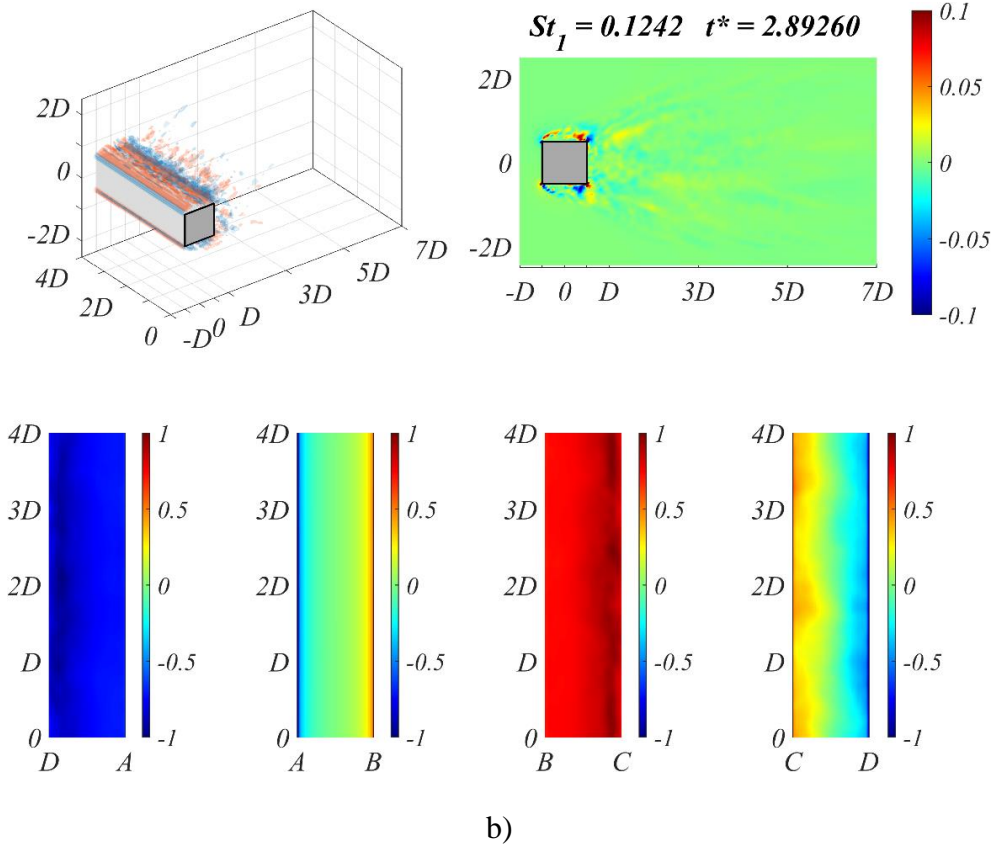 St1 = 0.1242 t* = 2.89260
2D
0
-2D
4D
2D
0
-D
0
D
3D
5D
7D
2D
0
-2D
-D 0 D 3D 5D 7D
0.1
0.05
0
-0.05
-0.1
4D
3D
2D
D
0
D A
1
0.5
0
-0.5
-1
4D
3D
2D
D
0
A B
1
0.5
0
-0.5
-1
4D
3D
2D
D
0
B C
1
0.5
0
-0.5
-1
4D
3D
2D
D
0
C D
1
0.5
0
-0.5
-1
b)